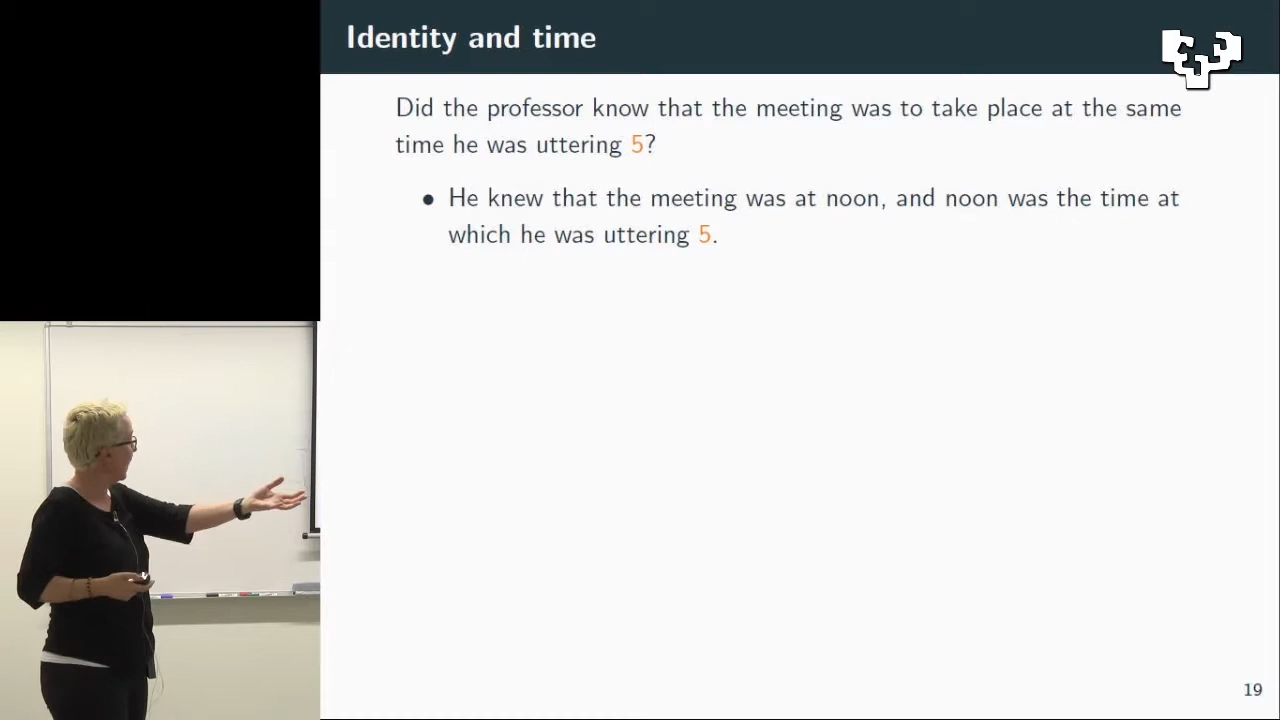 Identity and time
Did the professor know that the meeting was to take place at the same
time he was uttering 5?
• He knew that the meeting was at noon, and noon was the time at
which he was uttering 5.
19